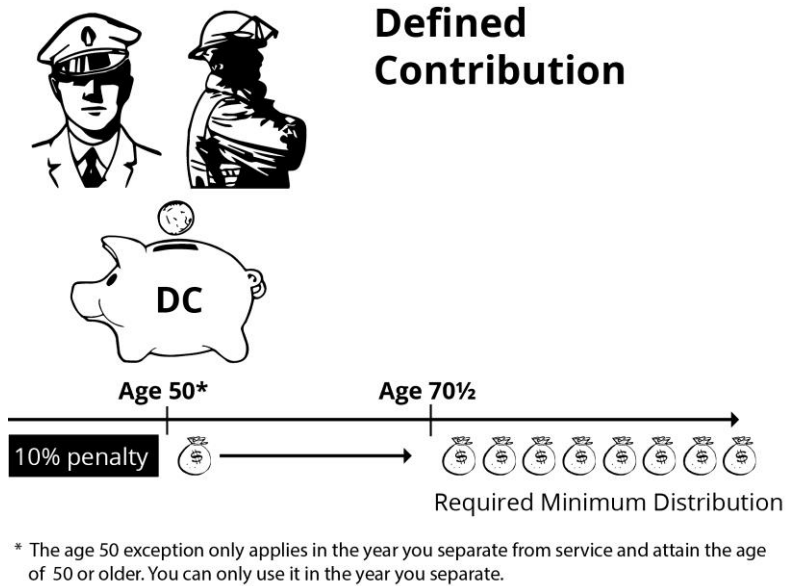 Defined
Contribution
DC
Age 50*
Age 70½
10% penalty
$
$ $ $ $ $ $ $ $
Required Minimum Distribution
* The age 50 exception only applies in the year you separate from service and attain the age
of 50 or older. You can only use it in the year you separate.